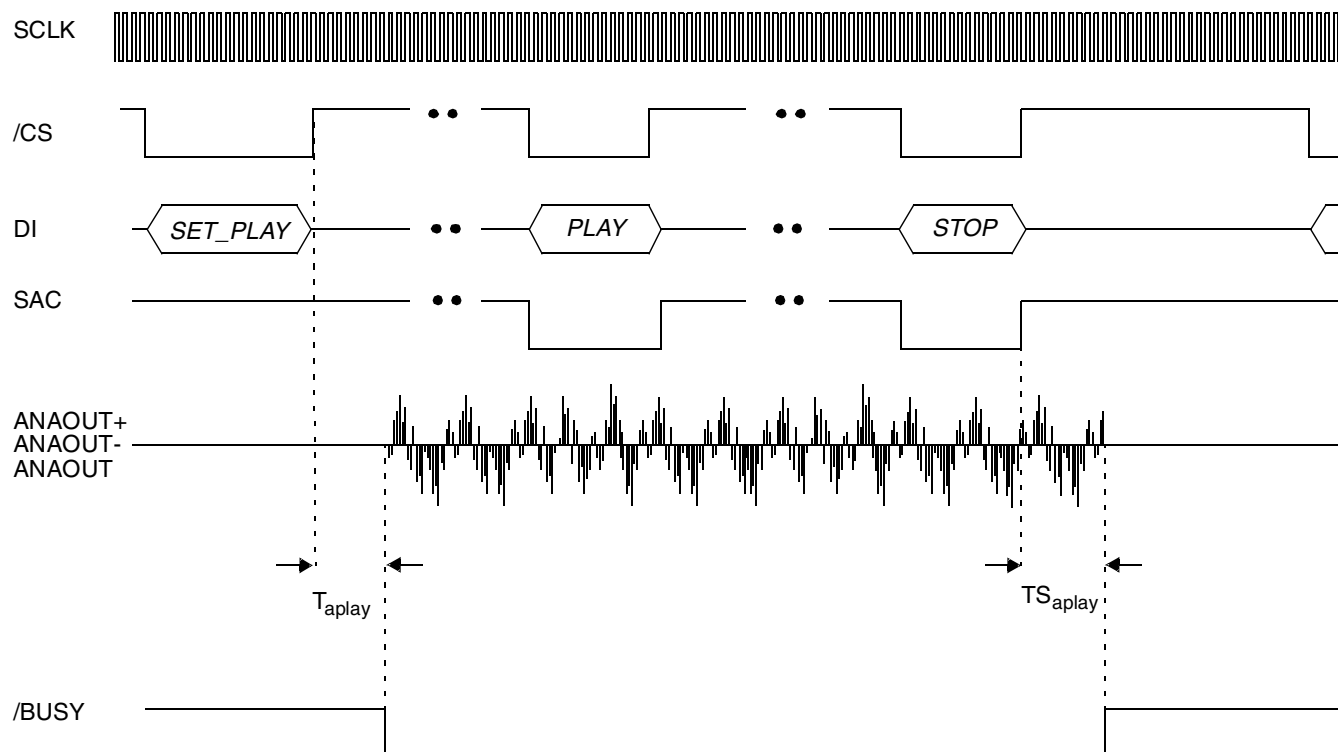 SCLK
/CS
DI
SET_PLAY
PLAY
STOP
SAC
ANAOUT+
ANAOUT-
ANAOUT
Taplay
TSaplay
/BUSY